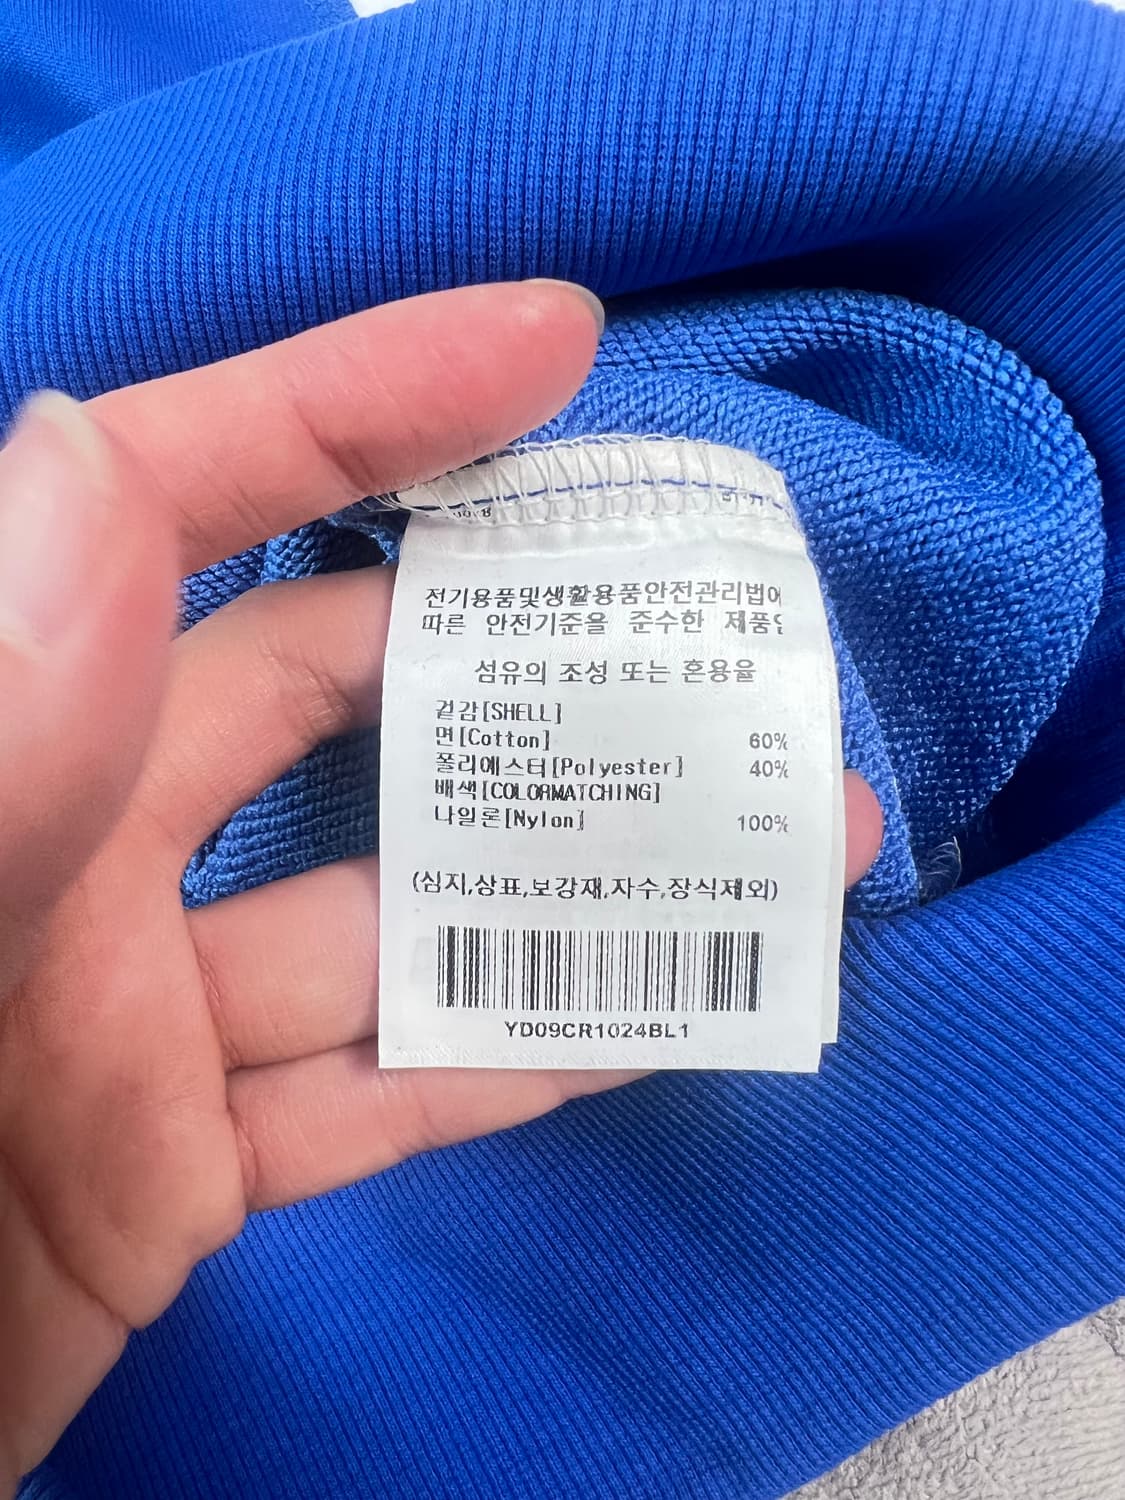 전기용품및생활용품안전관리법에
따른 안전기준을 준수한 제품
섬유의 조성 또는 혼용율
겉감[SHELL]
면[Cotton] 60%
폴리에스터[Polyester] 40%
배색[COLORMATCHING]
나일론[Nylon] 100%
(심지,상표,보강재,자수,장식제외)
YD09CR1024BL1